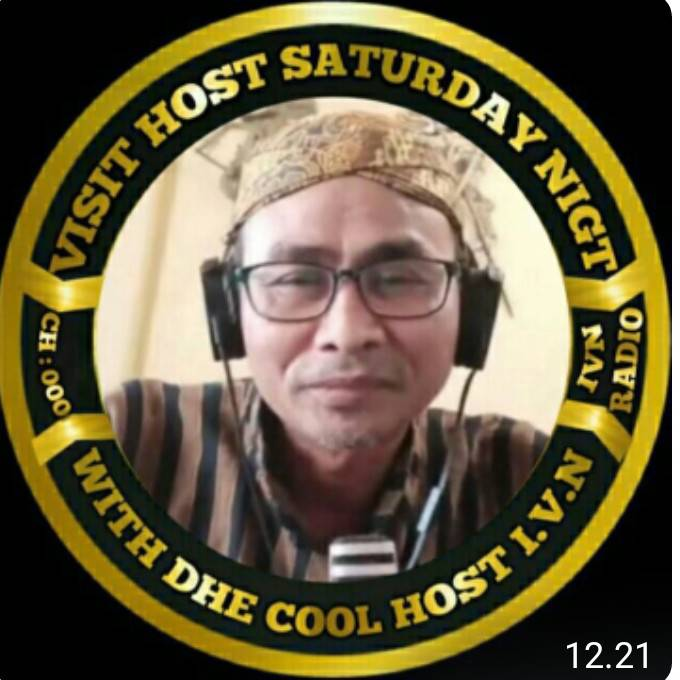 VISIT HOST SATURDAY NIGT
CH : 000
IVN
RADIO
WITH DHE COOL HOST I.V.N
12.21